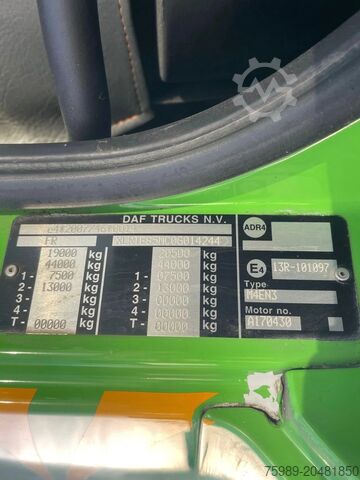 DAF TRUCKS N.V.
FR
19000 kg 20500 kg
44000 kg 44000 kg
1- 7500 kg 1- 07500 kg
2- 13000 kg 2- 13000 kg
3- kg 3- 00000 kg
4- kg 4- 00000 kg
T- 00000 kg T- 00000 kg
ADR4
E4 13R-101097
Type
M4EN3
Motor no.
A170430
75989-20481850